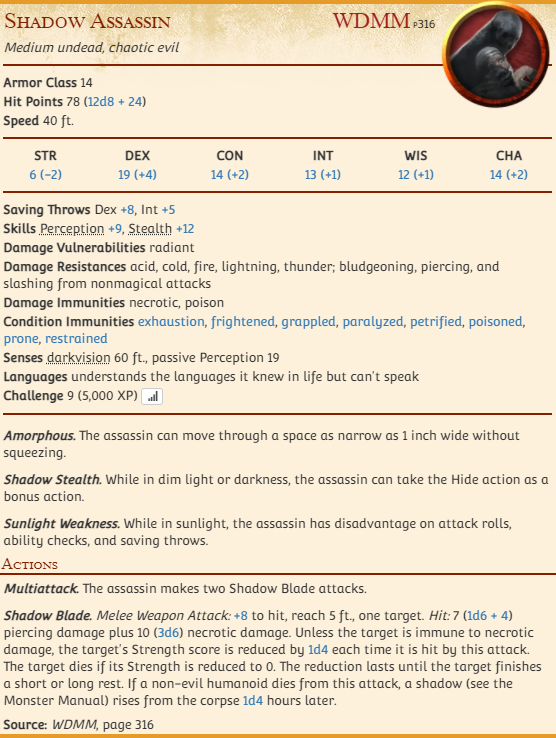 Shadow Assassin WDMM P316
Medium undead, chaotic evil
Armor Class 14
Hit Points 78 (12d8 + 24)
Speed 40 ft.
STR DEX CON INT WIS CHA
6 (−2) 19 (+4) 14 (+2) 13 (+1) 12 (+1) 14 (+2)
Saving Throws Dex +8, Int +5
Skills Perception +9, Stealth +12
Damage Vulnerabilities radiant
Damage Resistances acid, cold, fire, lightning, thunder; bludgeoning, piercing, and
slashing from nonmagical attacks
Damage Immunities necrotic, poison
Condition Immunities exhaustion, frightened, grappled, paralyzed, petrified, poisoned,
prone, restrained
Senses darkvision 60 ft., passive Perception 19
Languages understands the languages it knew in life but can't speak
Challenge 9 (5,000 XP)
Amorphous. The assassin can move through a space as narrow as 1 inch wide without
squeezing.
Shadow Stealth. While in dim light or darkness, the assassin can take the Hide action as a
bonus action.
Sunlight Weakness. While in sunlight, the assassin has disadvantage on attack rolls,
ability checks, and saving throws.
Actions
Multiattack. The assassin makes two Shadow Blade attacks.
Shadow Blade. Melee Weapon Attack: +8 to hit, reach 5 ft., one target. Hit: 7 (1d6 + 4)
piercing damage plus 10 (3d6) necrotic damage. Unless the target is immune to necrotic
damage, the target's Strength score is reduced by 1d4 each time it is hit by this attack.
The target dies if its Strength is reduced to 0. The reduction lasts until the target finishes
a short or long rest. If a non-evil humanoid dies from this attack, a shadow (see the
Monster Manual) rises from the corpse 1d4 hours later.
Source: WDMM, page 316